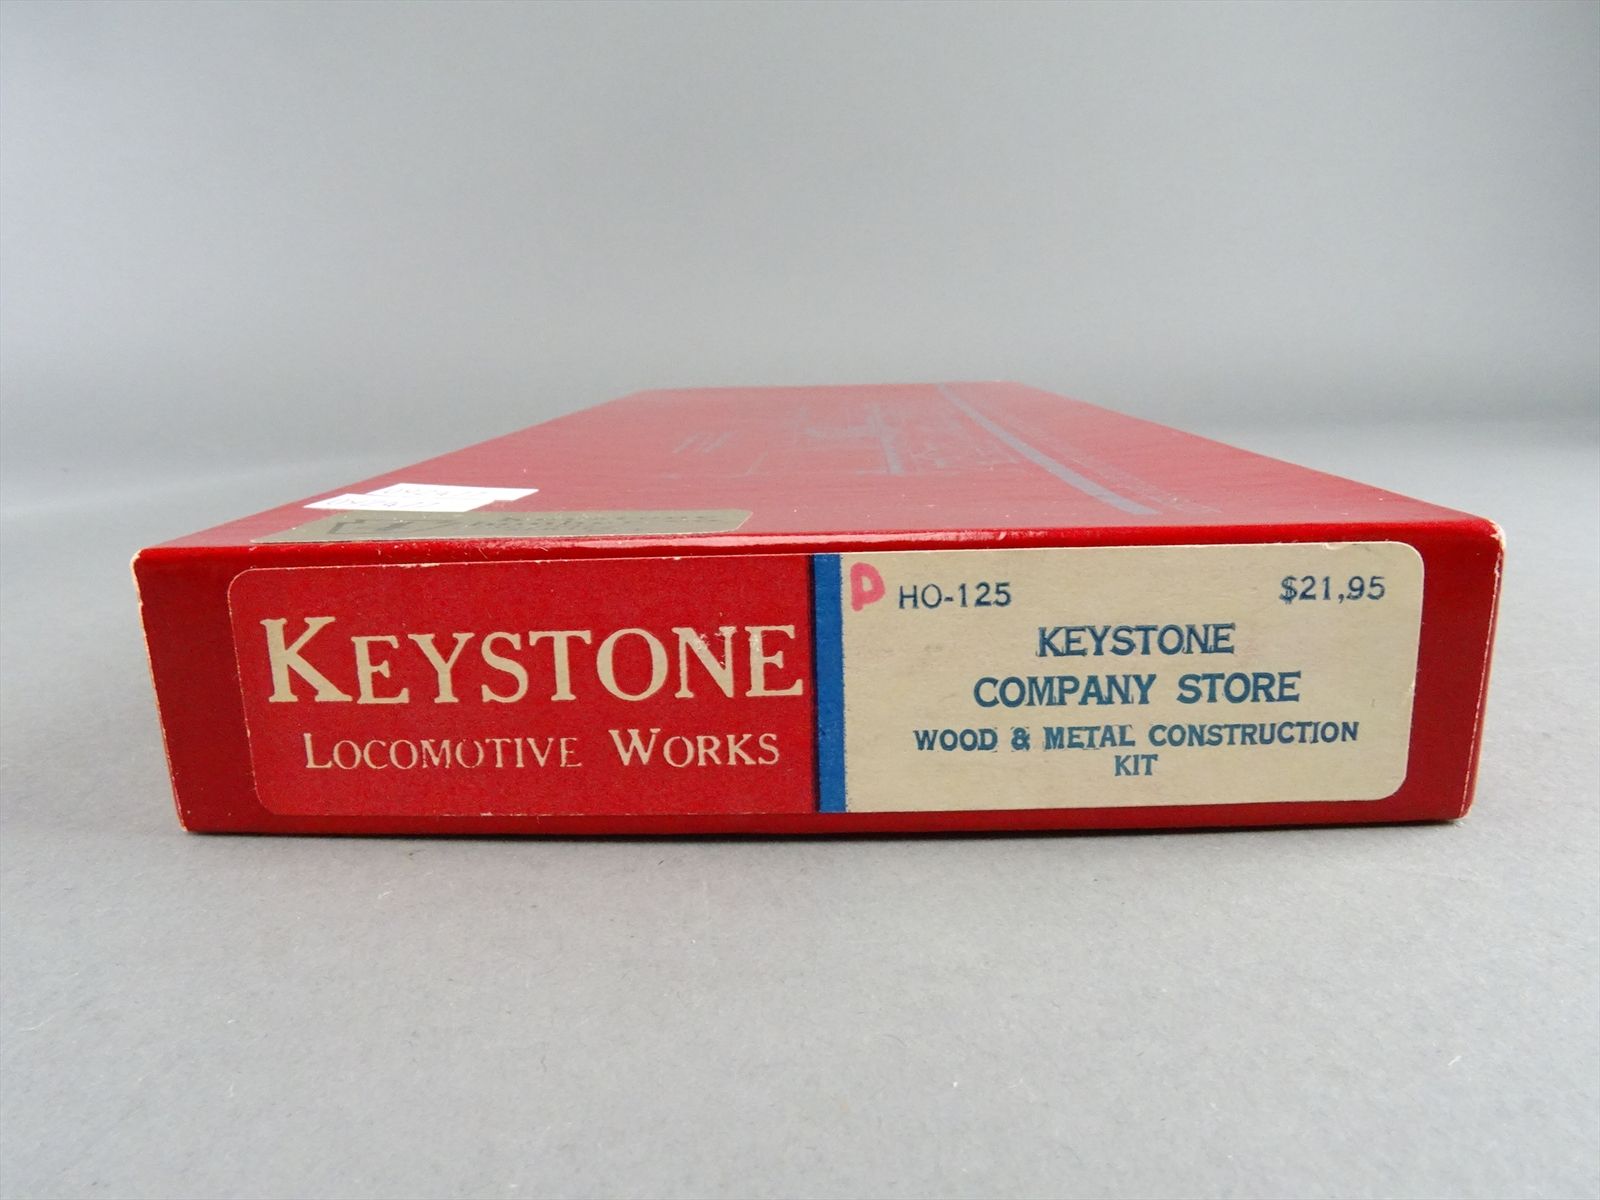 KEYSTONE
LOCOMOTIVE WORKS
D
HO-125
$21,95
KEYSTONE
COMPANY STORE
WOOD & METAL CONSTRUCTION
KIT